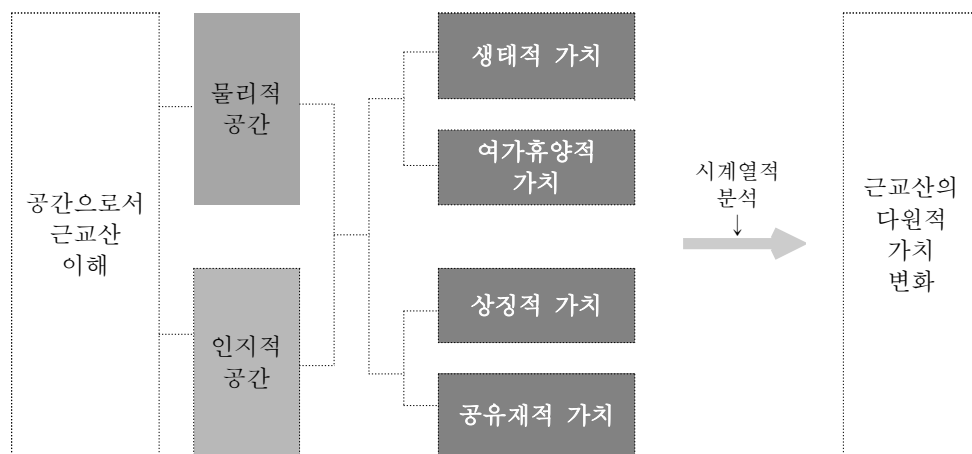 공간으로서
근교산
이해
물리적
공간
인지적
공간
생태적 가치
여가휴양적
가치
상징적 가치
공유재적 가치
시계열적
분석
근교산의
다원적
가치
변화